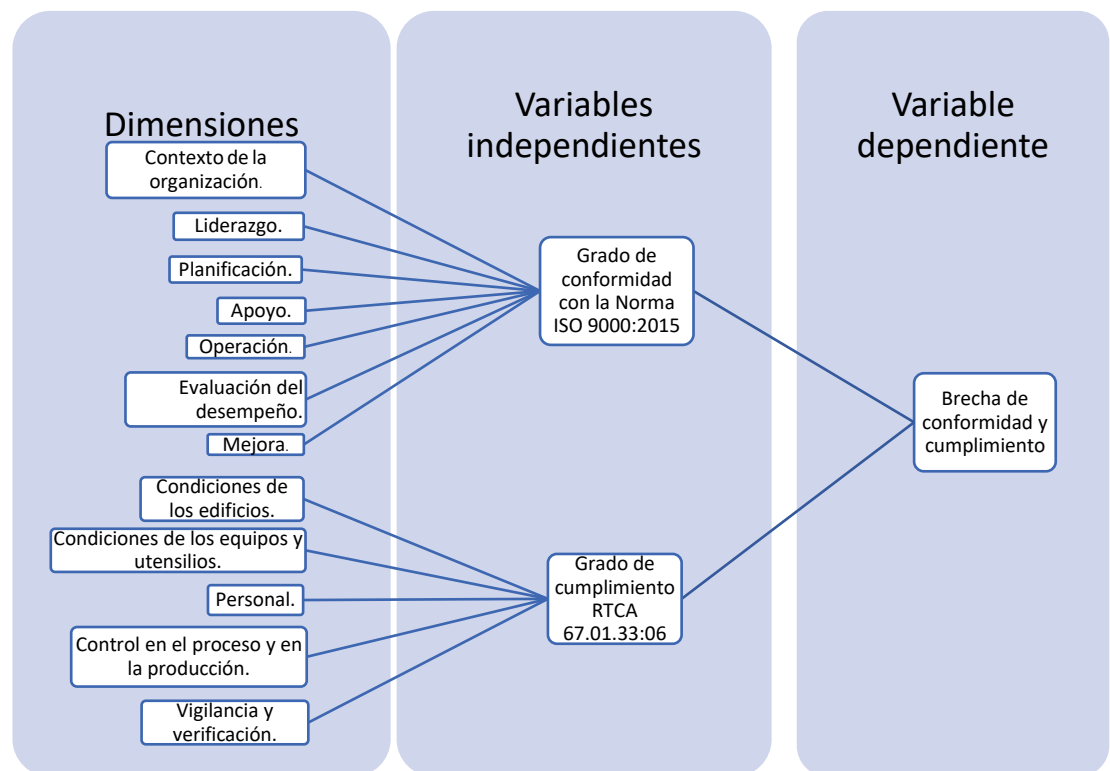 Dimensiones
Contexto de la
organización.
Liderazgo.
Planificación.
Apoyo.
Operación.
Evaluación del
desempeño.
Mejora.
Condiciones de
los edificios.
Condiciones de los equipos y
utensilios.
Personal.
Control en el proceso y en
la producción.
Vigilancia y
verificación.
Variables
independientes
Grado de
conformidad
con la Norma
ISO 9000:2015
Grado de
cumplimiento
RTCA
67.01.33:06
Variable
dependiente
Brecha de
conformidad y
cumplimiento